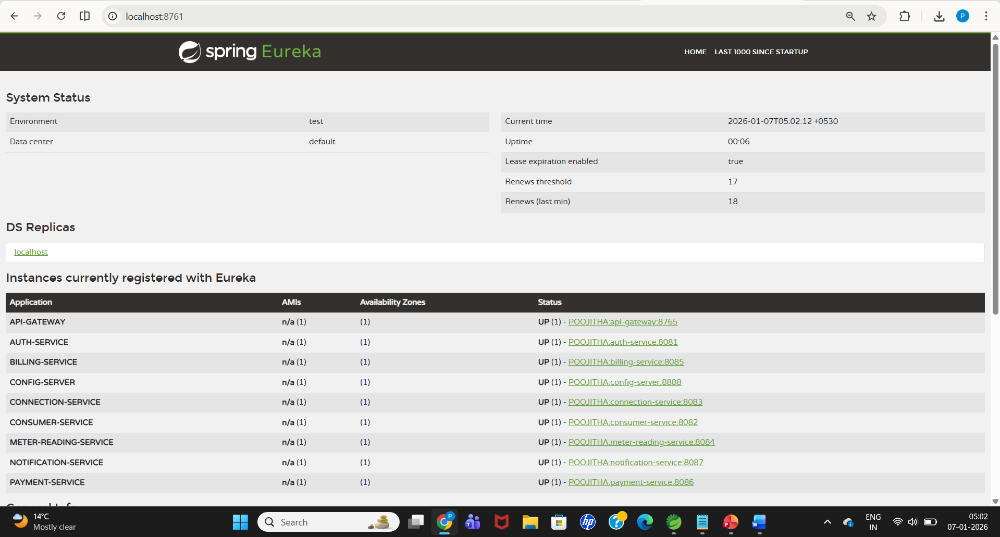 localhost:8761
P
spring Eureka
HOME LAST 1000 SINCE STARTUP
System Status
Environment test
Data center default
Current time 2026-01-07T05:02:12 +0530
Uptime 00:06
Lease expiration enabled true
Renews threshold 17
Renews (last min) 18
DS Replicas
localhost
Instances currently registered with Eureka
Application AMIs Availability Zones Status
API-GATEWAY n/a (1) (1) UP (1) - POOJITHA:api-gateway:8765
AUTH-SERVICE n/a (1) (1) UP (1) - POOJITHA:auth-service:8081
BILLING-SERVICE n/a (1) (1) UP (1) - POOJITHA:billing-service:8085
CONFIG-SERVER n/a (1) (1) UP (1) - POOJITHA:config-server:8888
CONNECTION-SERVICE n/a (1) (1) UP (1) - POOJITHA:connection-service:8083
CONSUMER-SERVICE n/a (1) (1) UP (1) - POOJITHA:consumer-service:8082
METER-READING-SERVICE n/a (1) (1) UP (1) - POOJITHA:meter-reading-service:8084
NOTIFICATION-SERVICE n/a (1) (1) UP (1) - POOJITHA:notification-service:8087
PAYMENT-SERVICE n/a (1) (1) UP (1) - POOJITHA:payment-service:8086
General Info
14°C
Mostly clear
Search
P
T
hp
?
P
W
ENG
IN
05:02
07-01-2026